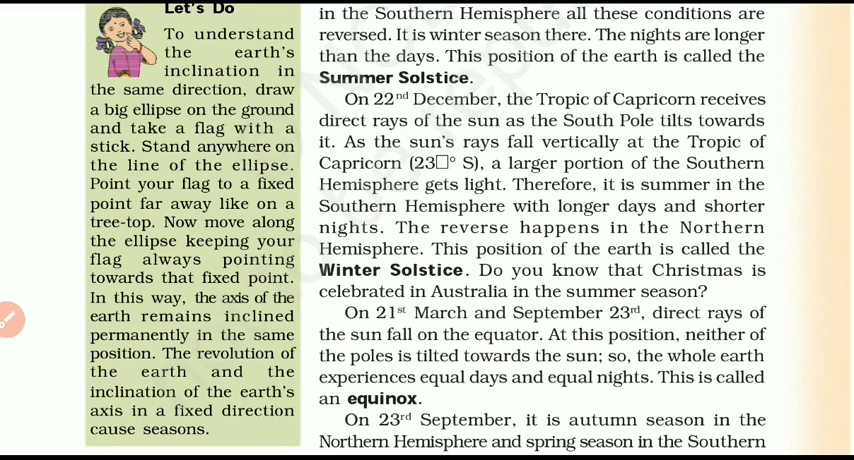 Let's Do
To understand
the earth's
inclination in
the same direction, draw
a big ellipse on the ground
and take a flag with a
stick. Stand anywhere on
the line of the ellipse.
Point your flag to a fixed
point far away like on a
tree-top. Now move along
the ellipse keeping your
flag always pointing
towards that fixed point.
In this way, the axis of the
earth remains inclined
permanently in the same
position. The revolution of
the earth and the
inclination of the earth's
axis in a fixed direction
cause seasons.
in the Southern Hemisphere all these conditions are
reversed. It is winter season there. The nights are longer
than the days. This position of the earth is called the
Summer Solstice.
On 22nd December, the Tropic of Capricorn receives
direct rays of the sun as the South Pole tilts towards
it. As the sun's rays fall vertically at the Tropic of
Capricorn (23□° S), a larger portion of the Southern
Hemisphere gets light. Therefore, it is summer in the
Southern Hemisphere with longer days and shorter
nights. The reverse happens in the Northern
Hemisphere. This position of the earth is called the
Winter Solstice. Do you know that Christmas is
celebrated in Australia in the summer season?
On 21st March and September 23rd, direct rays of
the sun fall on the equator. At this position, neither of
the poles is tilted towards the sun; so, the whole earth
experiences equal days and equal nights. This is called
an equinox.
On 23rd September, it is autumn season in the
Northern Hemisphere and spring season in the Southern